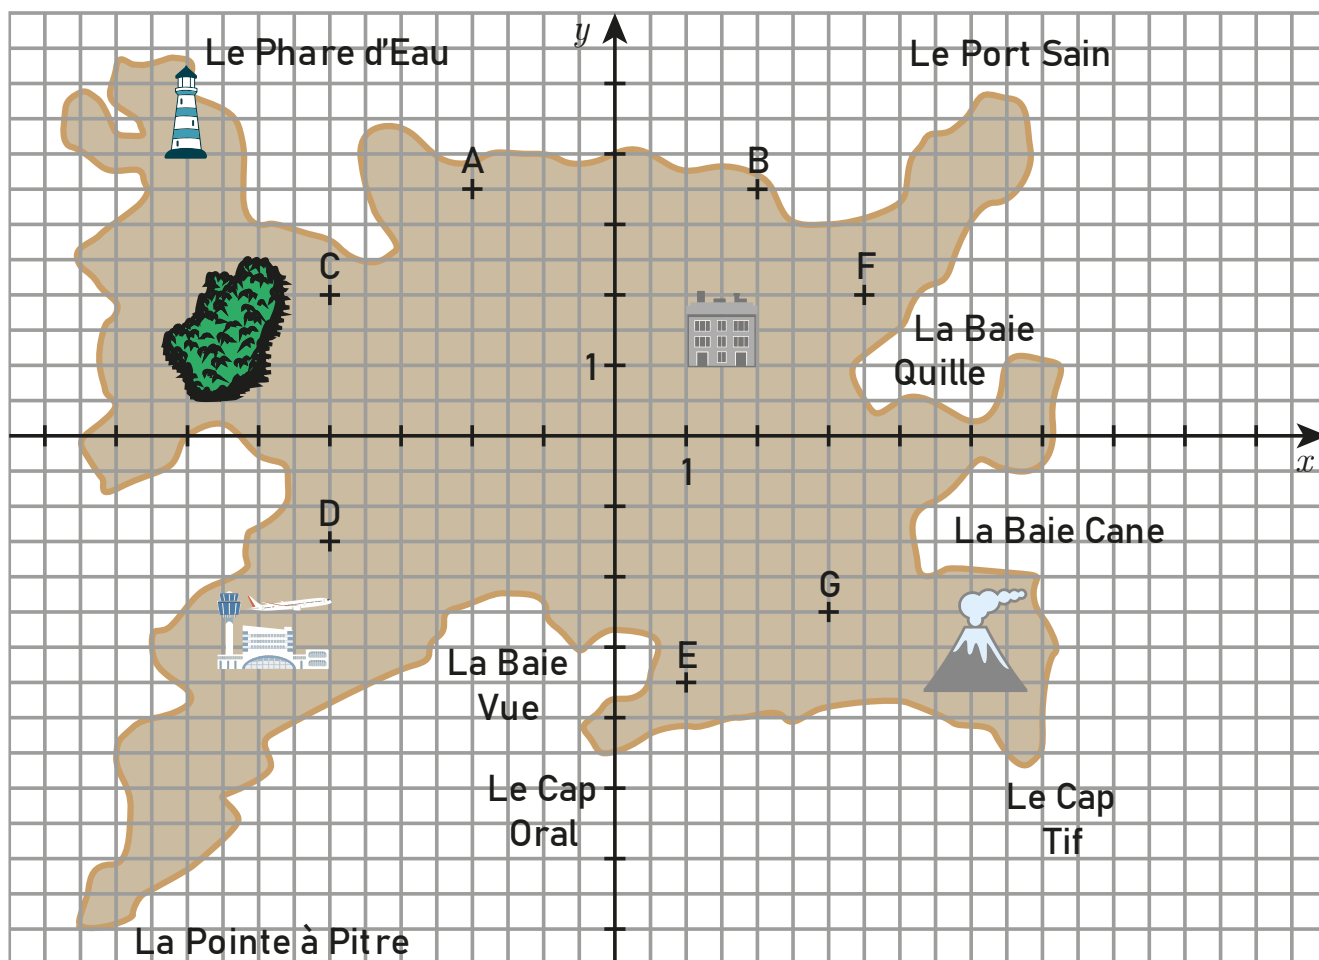 y
Le Phare d'Eau
Le Port Sain
A
B
C
F
La Baie
Quille
1
1
x
D
La Baie Cane
G
E
La Baie
Vue
Le Cap
Oral
Le Cap
Tif
La Pointe à Pitre